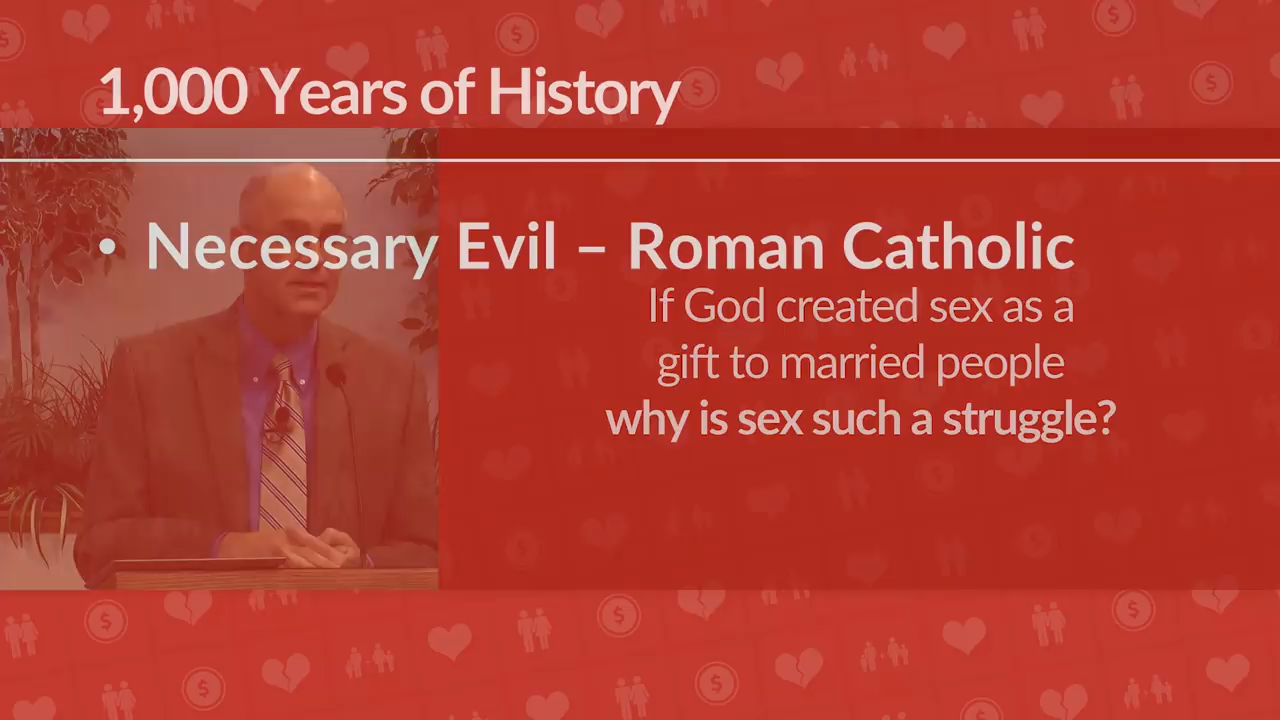 1,000 Years of History
• Necessary Evil – Roman Catholic
If God created sex as a
gift to married people
why is sex such a struggle?